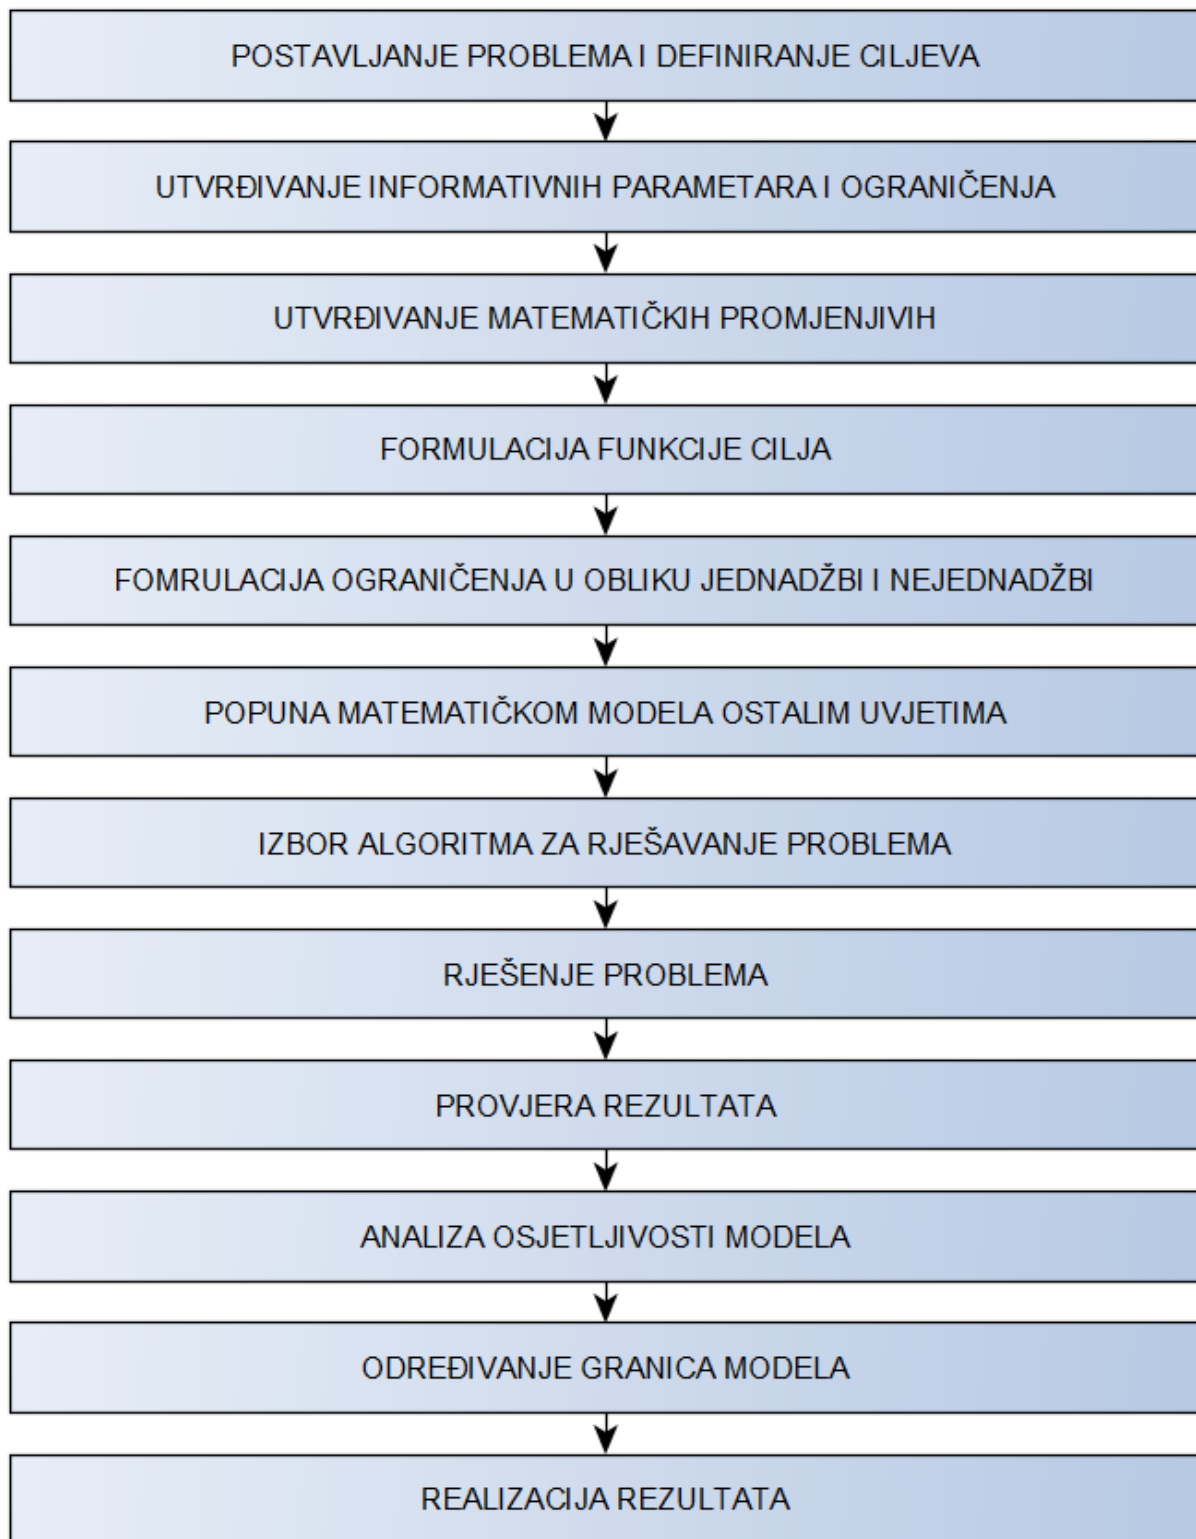 POSTAVLJANJE PROBLEMA I DEFINIRANJE CILJEVA
UTVRĐIVANJE INFORMATIVNIH PARAMETARA I OGRANIČENJA
UTVRĐIVANJE MATEMATIČKIH PROMJENJIVIH
FORMULACIJA FUNKCIJE CILJA
FOMRULACIJA OGRANIČENJA U OBLIKU JEDNADŽBI I NEJEDNADŽBI
POPUNA MATEMATIČKOM MODELA OSTALIM UVJETIMA
IZBOR ALGORITMA ZA RJEŠAVANJE PROBLEMA
RJEŠENJE PROBLEMA
PROVJERA REZULTATA
ANALIZA OSJETLJIVOSTI MODELA
ODREĐIVANJE GRANICA MODELA
REALIZACIJA REZULTATA